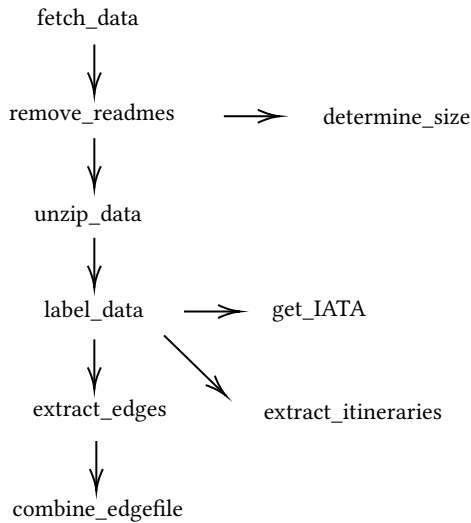 fetch_data
remove_readmes
determine_size
unzip_data
label_data
get_IATA
extract_edges
extract_itineraries
combine_edgefile